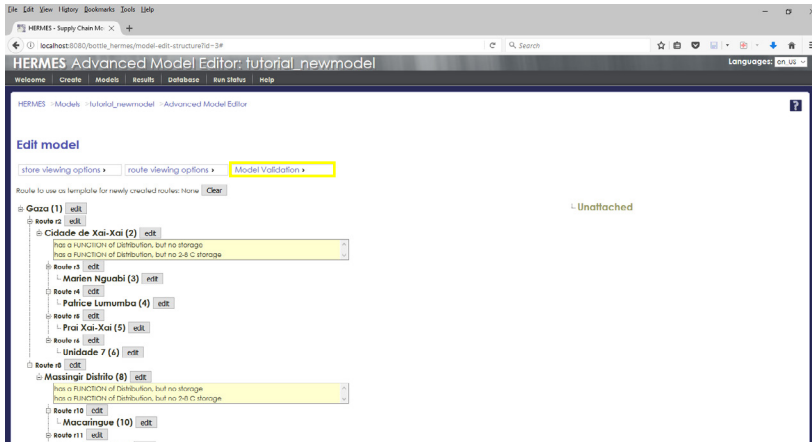 File Edit View History Bookmarks Tools Help
HERMES - Supply Chain Mo × +
localhost:8080/bottle_hermes/model-edit-structure?id=3# Search
HERMES Advanced Model Editor: tutorial_newmodel Languages: en_US
Welcome Create Models Results Database Run Status Help
HERMES >Models >tutorial_newmodel >Advanced Model Editor ?
Edit model
store viewing options › route viewing options › Model Validation ›
Route to use as template for newly created routes: None Clear
Gaza (1) edit Unattached
Route r2 edit
Cidade de Xai-Xai (2) edit
has a FUNCTION of Distribution, but no storage
has a FUNCTION of Distribution, but no 2-8 C storage
Route r3 edit
Marien Nguabi (3) edit
Route r4 edit
Patrice Lumumba (4) edit
Route edit
Prai Xai-Xai (5) edit
Route r6 edit
Unidade 7 (6) edit
Route r8 edit
Massingir Distrito (8) edit
has a FUNCTION of Distribution, but no storage
has a FUNCTION of Distribution, but no 2-8 C storage
Route r10 edit
Macaringue (10) edit
Route r11 edit